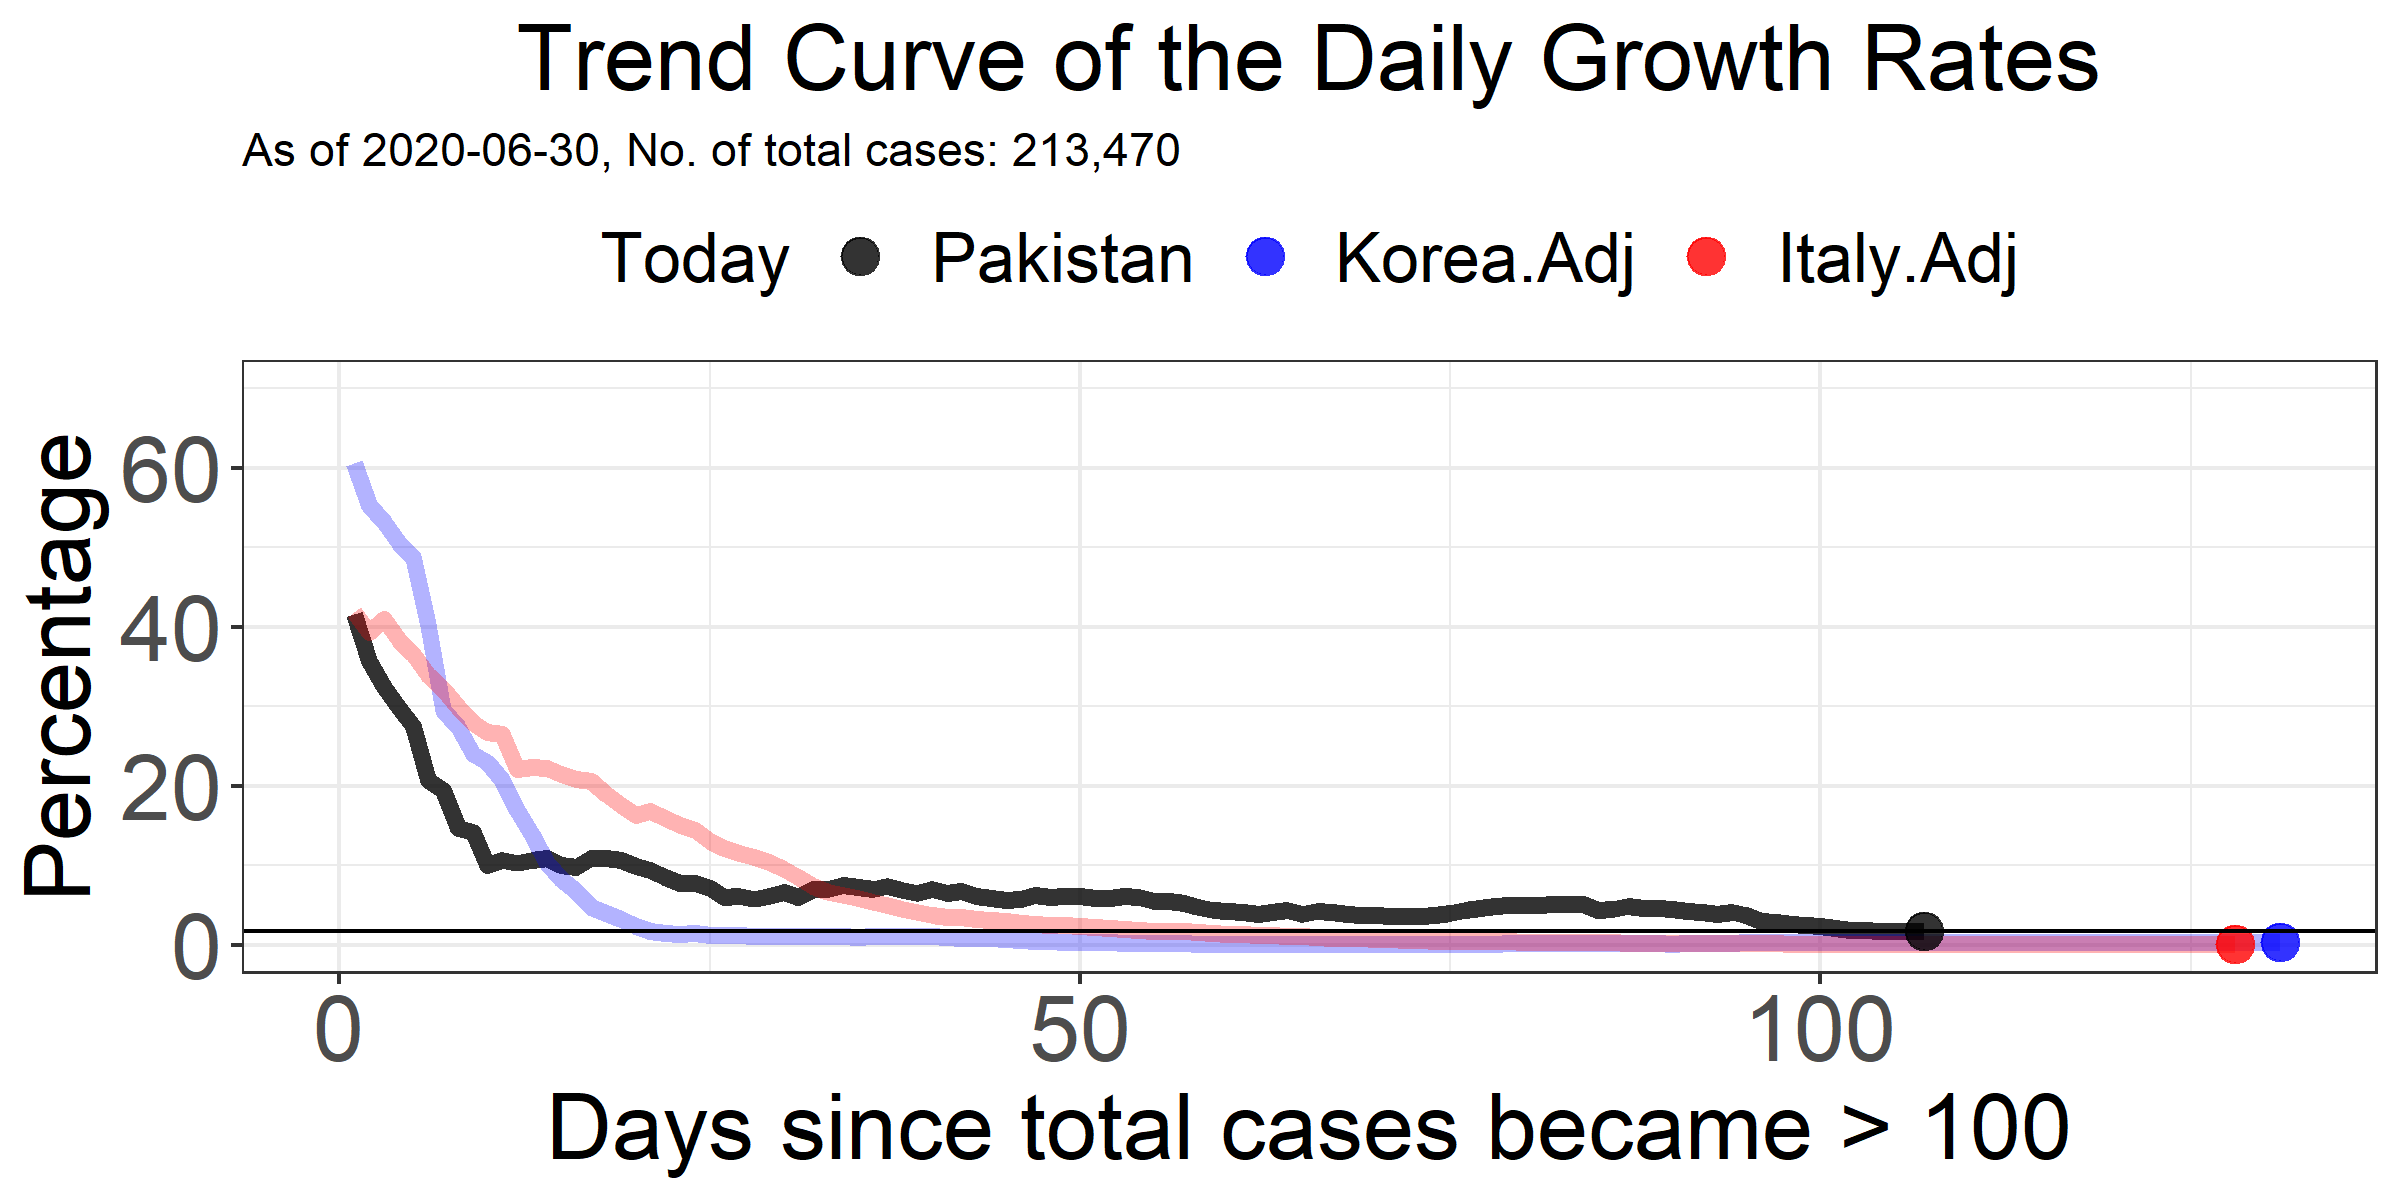 Trend Curve of the Daily Growth Rates
As of 2020-06-30, No. of total cases: 213,470
Today Pakistan Korea.Adj Italy.Adj
Percentage
60
40
20
0
0 50 100
Days since total cases became > 100